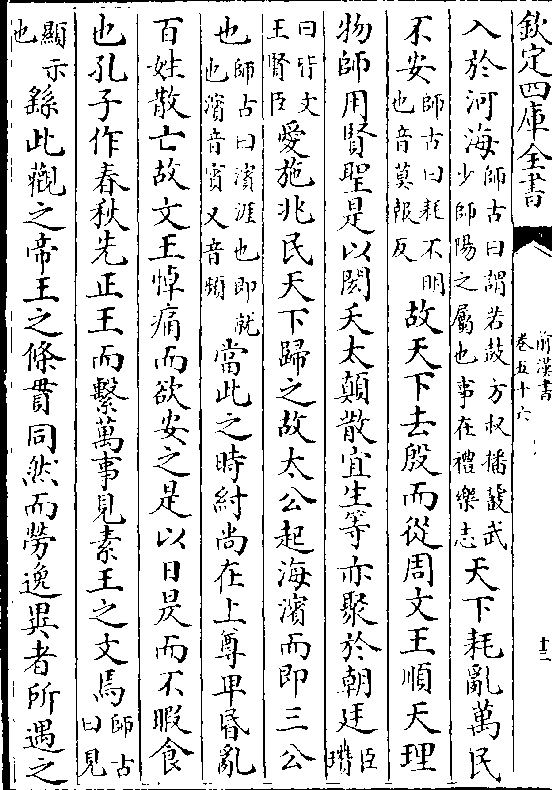 欽定四庫全書
前漢書
卷五十六
十二
入於河海師古曰謂若鼓方叔播鼗武少師陽之屬也事在禮樂志天下耗亂萬民
不安師古曰耗不明也音莫報反故天下去殷而從周文王順天理
物師用賢聖是以閎夭太顛散宜生等亦聚於朝廷臣瓚
曰皆文王賢臣愛施兆民天下歸之故太公起海濱而即三公
也師古曰濱涯也即就也濱音賓又音頻當此之時紂尚在上尊卑昏亂
百姓散亡故文王悼痛而欲安之是以日昃而不暇食
也孔子作春秋先正王而繫萬事見素王之文焉師古曰見
顯示也繇此觀之帝王之條貫同然而勞逸異者所遇之